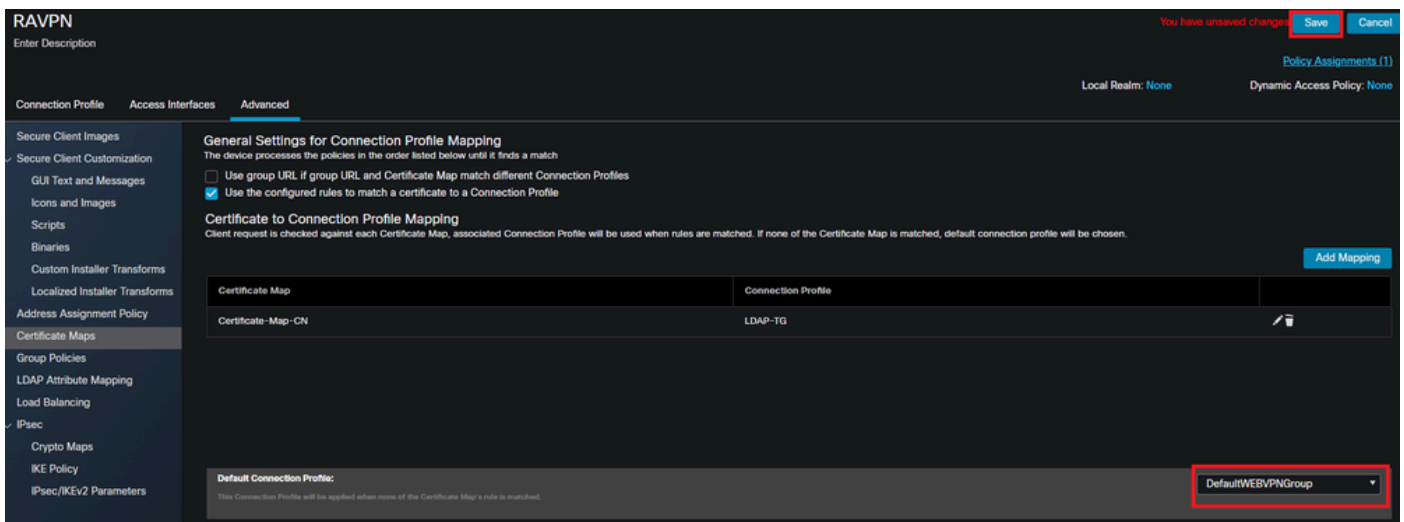 RAVPN
You have unsaved changes
Save
Cancel
Enter Description
Policy Assignments (1)
Local Realm: None
Dynamic Access Policy: None
Connection Profile
Access Interfaces
Advanced
Secure Client Images
Secure Client Customization
GUI Text and Messages
Icons and Images
Scripts
Binaries
Custom Installer Transforms
Localized Installer Transforms
Address Assignment Policy
Certificate Maps
Group Policies
LDAP Attribute Mapping
Load Balancing
IPsec
Crypto Maps
IKE Policy
IPsec/IKEv2 Parameters
General Settings for Connection Profile Mapping
The device processes the policies in the order listed below until it finds a match
Use group URL if group URL and Certificate Map match different Connection Profiles
Use the configured rules to match a certificate to a Connection Profile
Certificate to Connection Profile Mapping
Client request is checked against each Certificate Map, associated Connection Profile will be used when rules are matched. If none of the Certificate Map is matched, default connection profile will be chosen.
Add Mapping
Certificate Map
Connection Profile
Certificate-Map-CN
LDAP-TG
Default Connection Profile:
This Connection Profile will be applied when none of the Certificate Map's rule is matched.
DefaultWEBVPNGroup